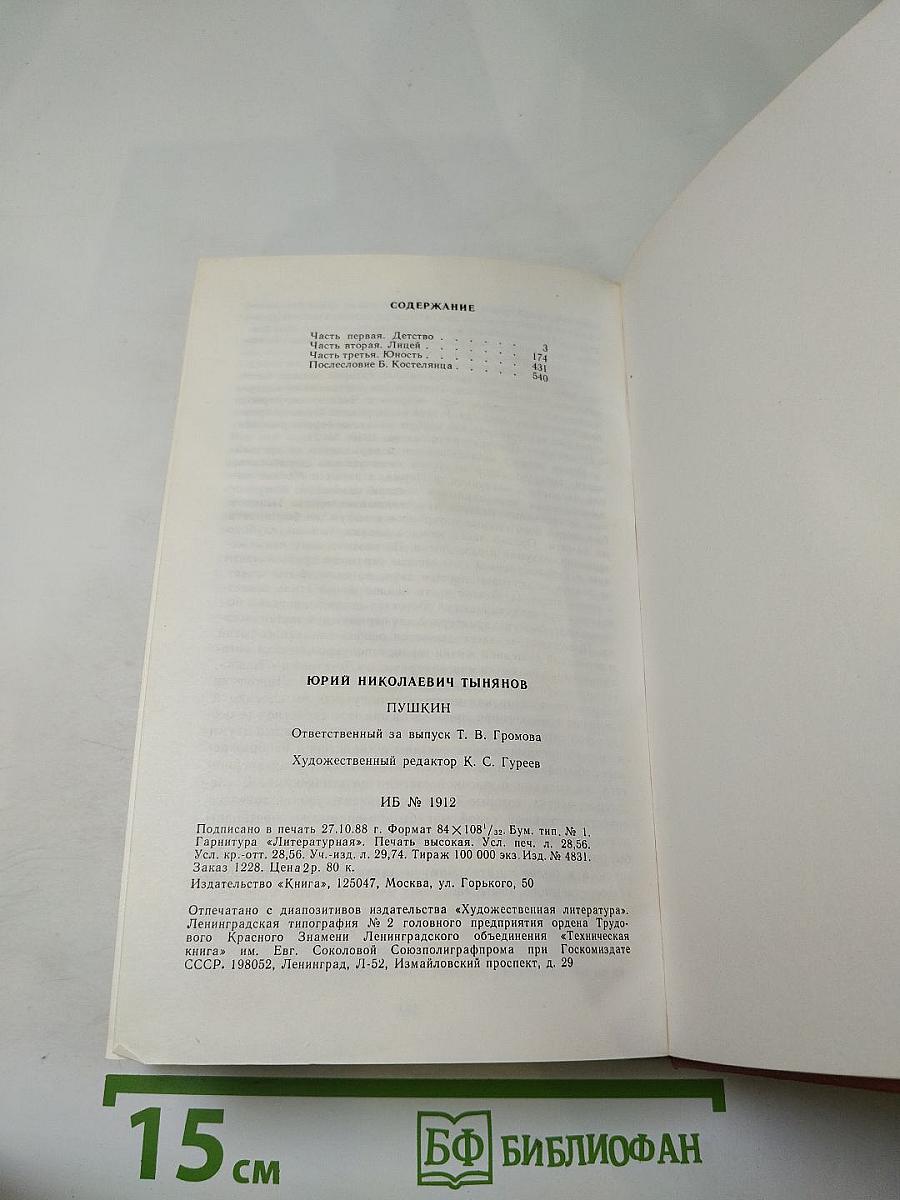 СОДЕРЖАНИЕ
Часть первая. Детство . . . . . . 3
Часть вторая. Лицей . . . . . . 174
Часть третья. Юность . . . . . . 431
Послесловие Б. Костелянца . . . . . 540
ЮРИЙ НИКОЛАЕВИЧ ТЫНЯНОВ
ПУШКИН
Ответственный за выпуск Т. В. Громова
Художественный редактор К. С. Гуреев
ИБ № 1912
Подписано в печать 27.10.88 г. Формат 84×108¹/₃₂. Бум. тип. № 1.
Гарнитура «Литературная». Печать высокая. Усл. печ. л. 28,56.
Усл. кр.-отт. 28,56. Уч.-изд. л. 29,74. Тираж 100 000 экз. Изд. № 4831.
Заказ 1228. Цена 2 р. 80 к.
Издательство «Книга», 125047, Москва, ул. Горького, 50
Отпечатано с диапозитивов издательства «Художественная литература».
Ленинградская типография № 2 головного предприятия ордена Трудо-
вого Красного Знамени Ленинградского объединения «Техническая
книга» им. Евг. Соколовой Союзполиграфпрома при Госкомиздате
СССР. 198052, Ленинград, Л-52, Измайловский проспект, д. 29
15 см
БФ БИБЛИОФАН